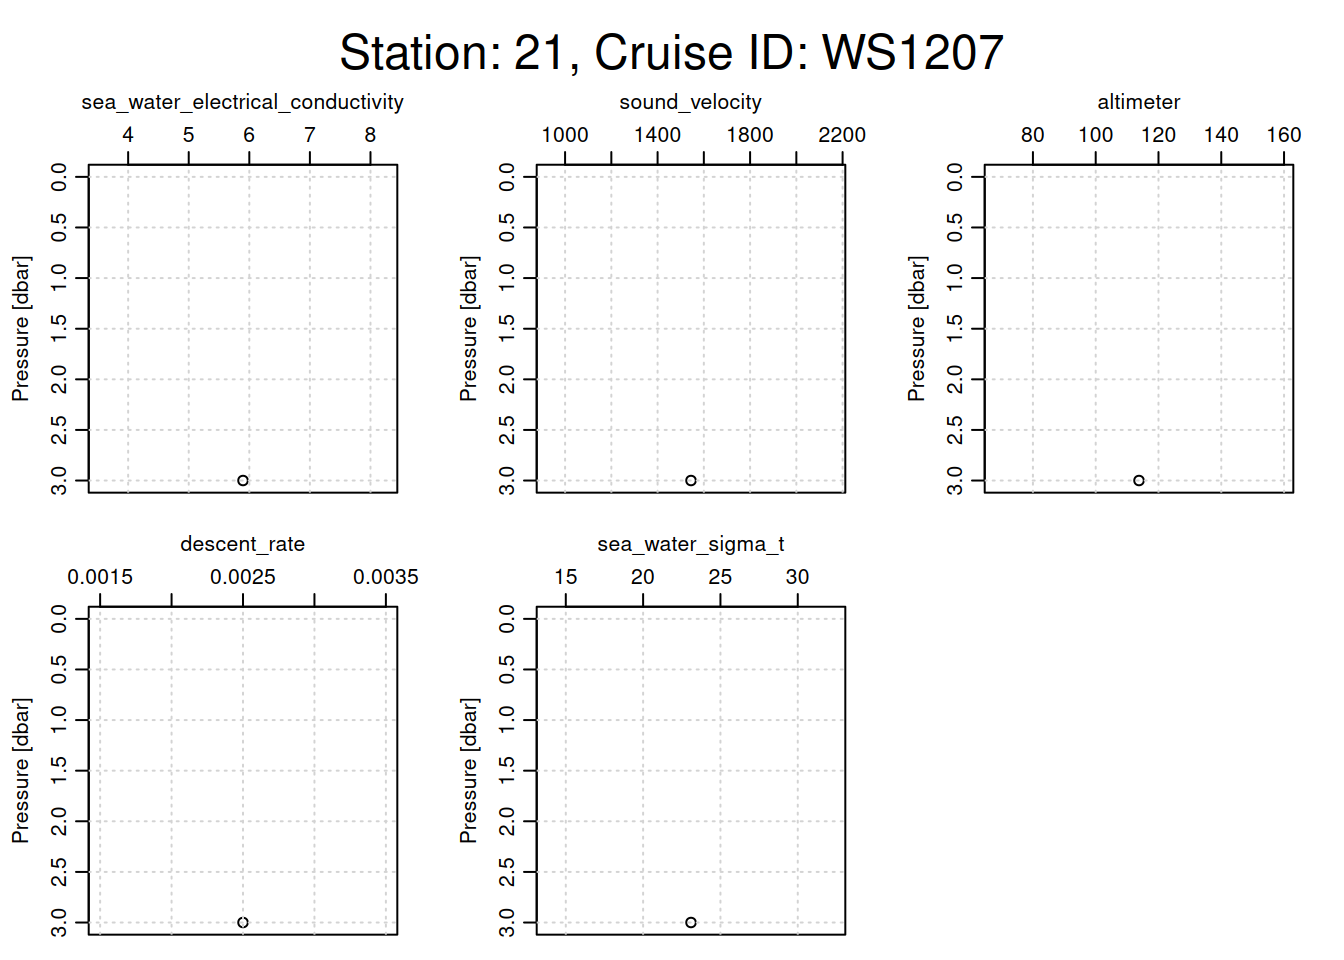 Station: 21, Cruise ID: WS1207
sea_water_electrical_conductivity
4 5 6 7 8
Pressure [dbar]
0.0 0.5 1.0 1.5 2.0 2.5 3.0
sound_velocity
1000 1400 1800 2200
Pressure [dbar]
0.0 0.5 1.0 1.5 2.0 2.5 3.0
altimeter
80 100 120 140 160
Pressure [dbar]
0.0 0.5 1.0 1.5 2.0 2.5 3.0
descent_rate
0.0015 0.0025 0.0035
Pressure [dbar]
0.0 0.5 1.0 1.5 2.0 2.5 3.0
sea_water_sigma_t
15 20 25 30
Pressure [dbar]
0.0 0.5 1.0 1.5 2.0 2.5 3.0